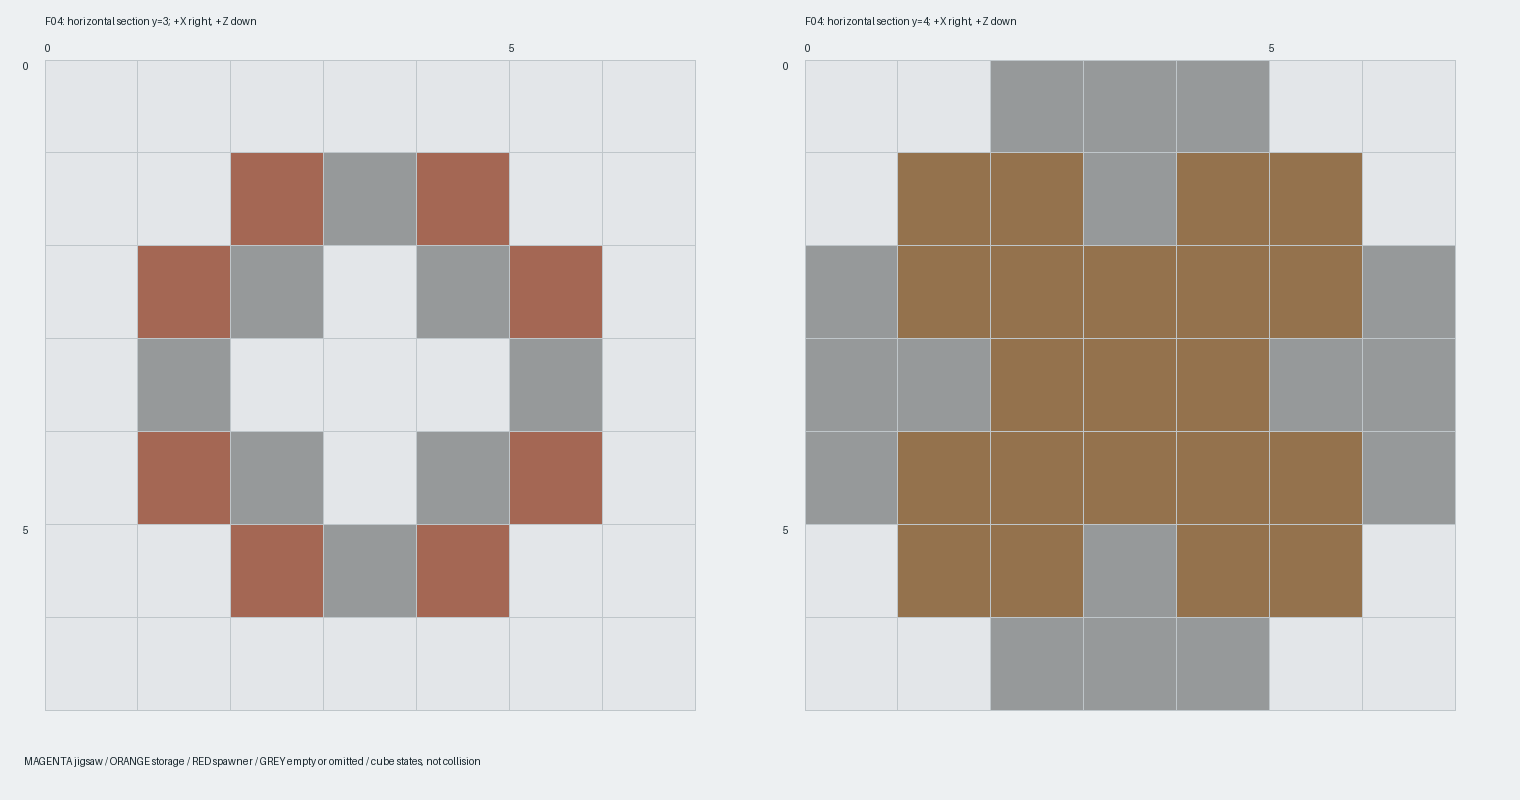 F04: horizontal section y=3; +X right, +Z down
F04: horizontal section y=4; +X right, +Z down
0 5
0 5
0
0
5
5
MAGENTA jigsaw / ORANGE storage / RED spawner / GREY empty or omitted / cube states, not collision